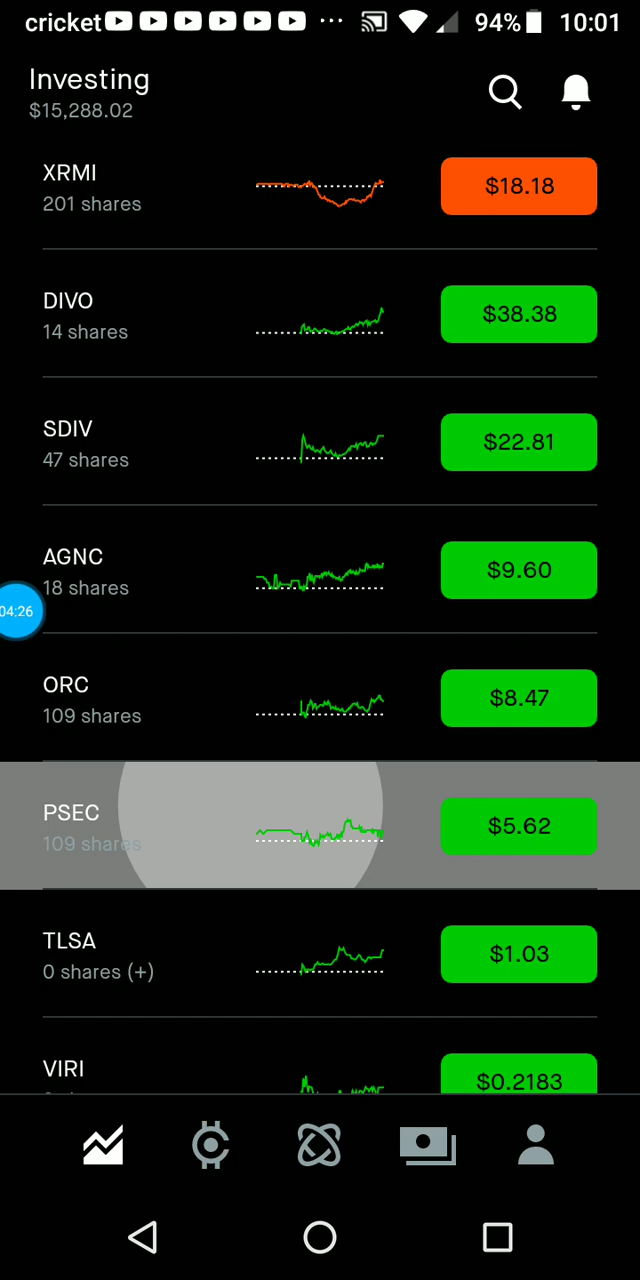 cricket ... 94% 10:01
Investing
$15,288.02
XRMI
201 shares
$18.18
DIVO
14 shares
$38.38
SDIV
47 shares
$22.81
AGNC
18 shares
$9.60
04:26
ORC
109 shares
$8.47
PSEC
109 shares
$5.62
TLSA
0 shares (+)
$1.03
VIRI
$0.2183